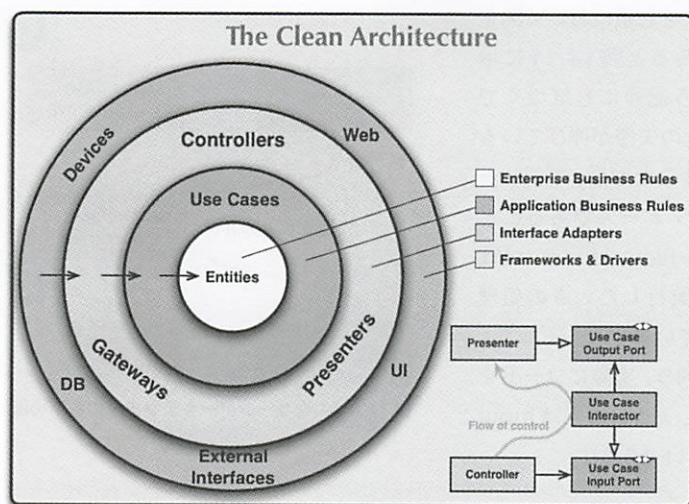 The Clean Architecture
Devices
Controllers
Web
Use Cases
Entities
Gateways
Presenters
DB
UI
External
Interfaces
Enterprise Business Rules
Application Business Rules
Interface Adapters
Frameworks & Drivers
Presenter
Use Case
Output Port
Use Case
Interactor
Flow of control
Controller
Use Case
Input Port